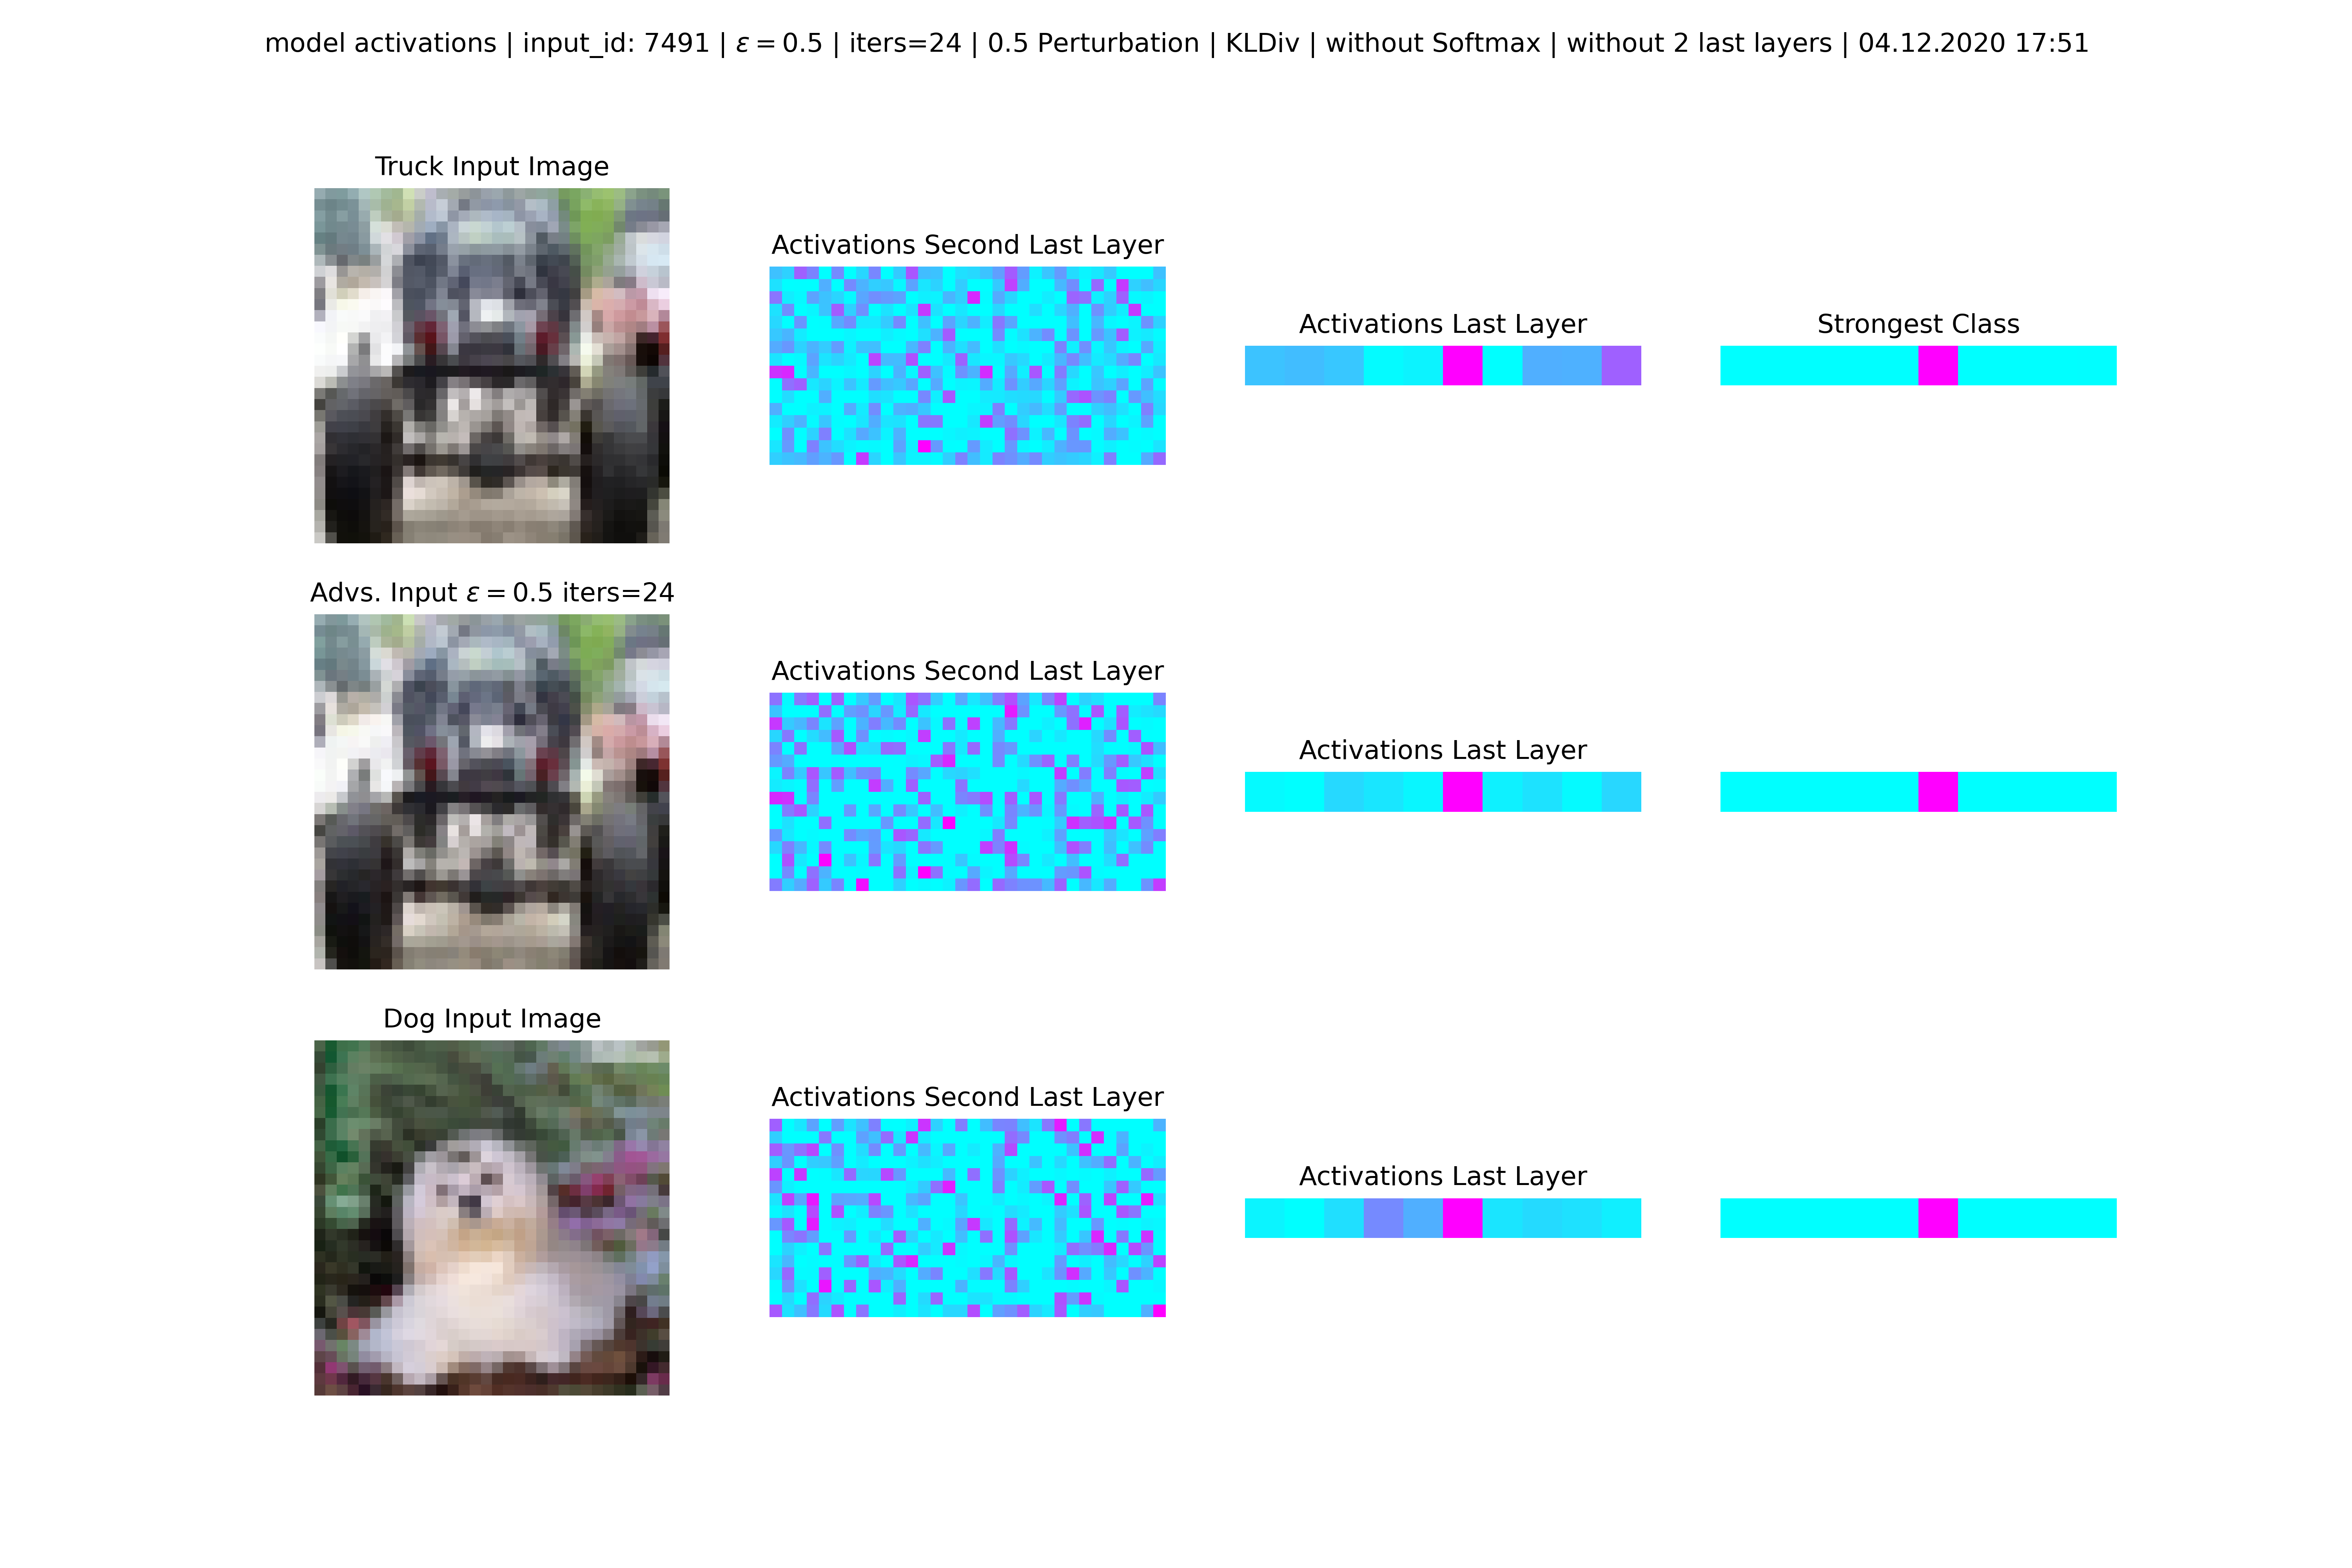 model activations | input_id: 7491 | ε = 0.5 | iters=24 | 0.5 Perturbation | KLDiv | without Softmax | without 2 last layers | 04.12.2020 17:51
Truck Input Image
Activations Second Last Layer
Activations Last Layer
Strongest Class
Advs. Input ε = 0.5 iters=24
Activations Second Last Layer
Activations Last Layer
Dog Input Image
Activations Second Last Layer
Activations Last Layer